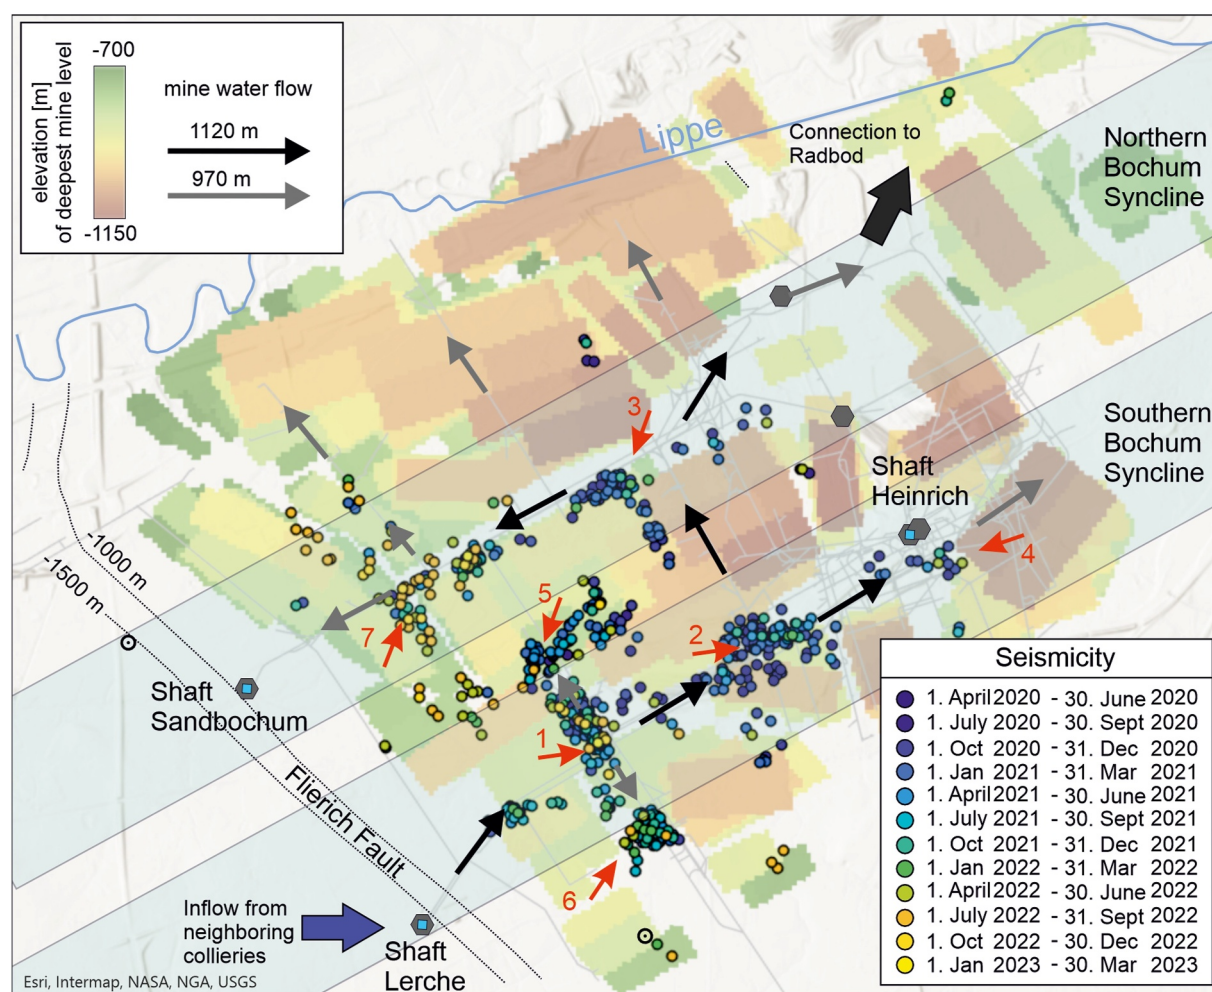 -700
elevation [m]
of deepest mine level
-1150
mine water flow
1120 m
970 m
Lippe
Connection to
Radbod
Northern
Bochum
Syncline
Southern
Bochum
Syncline
3
Shaft
Heinrich
4
5
2
7
1
6
-1000 m
-1500 m
Shaft
Sandbochum
Flierich Fault
Inflow from
neighboring
collieries
Shaft
Lerche
Seismicity
1. April 2020 - 30. June 2020
1. July 2020 - 30. Sept 2020
1. Oct 2020 - 31. Dec 2020
1. Jan 2021 - 31. Mar 2021
1. April 2021 - 30. June 2021
1. July 2021 - 30. Sept 2021
1. Oct 2021 - 31. Dec 2021
1. Jan 2022 - 31. Mar 2022
1. April 2022 - 30. June 2022
1. July 2022 - 31. Sept 2022
1. Oct 2022 - 30. Dec 2022
1. Jan 2023 - 30. Mar 2023
Esri, Intermap, NASA, NGA, USGS